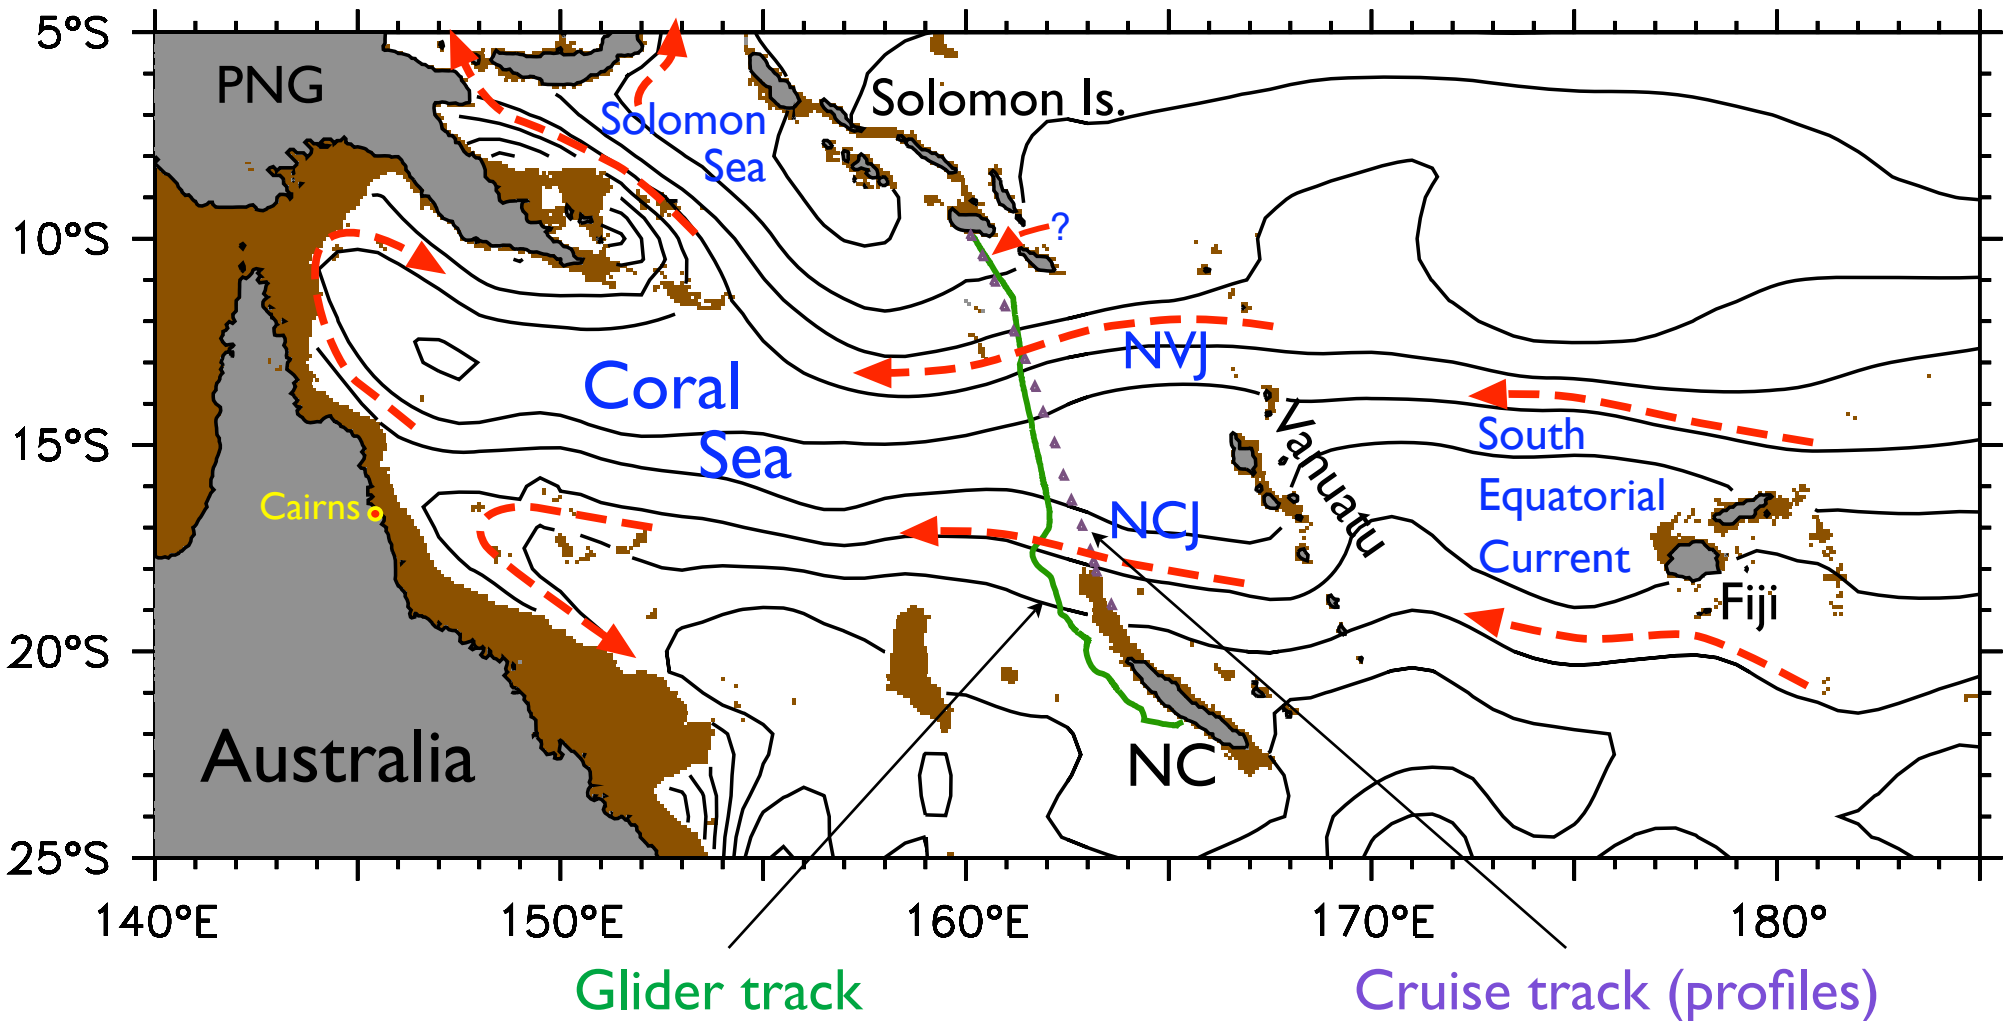 5°S
PNG
Solomon Is.
Solomon
Sea
10°S
?
NVJ
Coral
Sea
Vanuatu
15°S
South
Equatorial
Current
Cairns
NCJ
Fiji
20°S
Australia
NC
25°S
140°E 150°E 160°E 170°E 180°
Glider track
Cruise track (profiles)